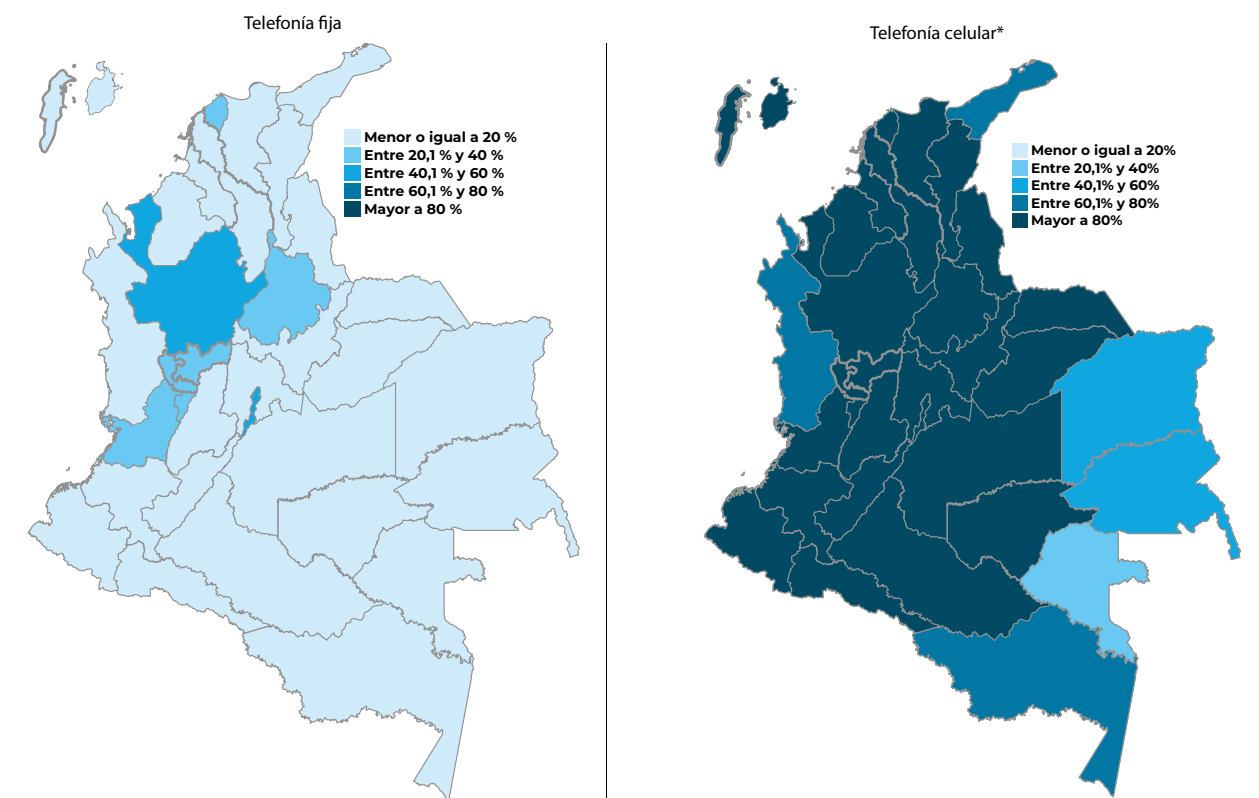 Telefonía fija
Menor o igual a 20 %
Entre 20,1 % y 40 %
Entre 40,1 % y 60 %
Entre 60,1 % y 80 %
Mayor a 80 %
Telefonía celular*
Menor o igual a 20%
Entre 20,1% y 40%
Entre 40,1% y 60%
Entre 60,1% y 80%
Mayor a 80%